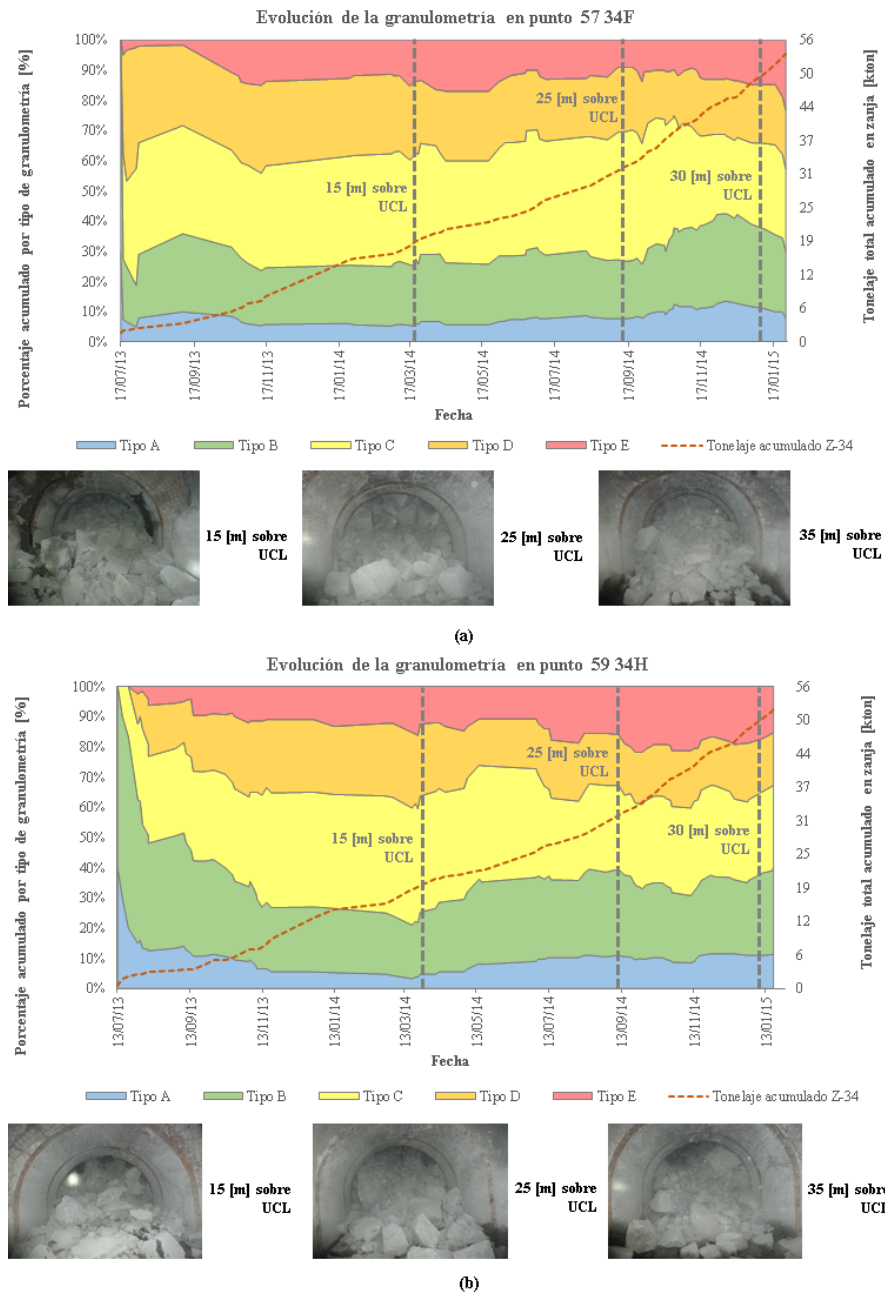 Evolución de la granulometría en punto 57 34F
Porcentaje acumulado por tipo de granulometría [%]
100%
90%
80%
70%
60%
50%
40%
30%
20%
10%
0%
15 [m] sobre
UCL
25 [m] sobre
UCL
30 [m] sobre
UCL
56
50
44
37
31
25
19
12
6
0
Tonelaje total acumulado en zanja [kton]
17/07/13
17/09/13
17/11/13
17/01/14
17/03/14
17/05/14
17/07/14
17/09/14
17/11/14
17/01/15
Fecha
Tipo A
Tipo B
Tipo C
Tipo D
Tipo E
Tonelaje acumulado Z-34
15 [m] sobre
UCL
25 [m] sobre
UCL
35 [m] sobre
UCL
(a)
Evolución de la granulometría en punto 59 34H
Porcentaje acumulado por tipo de granulometría [%]
100%
90%
80%
70%
60%
50%
40%
30%
20%
10%
0%
15 [m] sobre
UCL
25 [m] sobre
UCL
30 [m] sobre
UCL
56
50
44
37
31
25
19
12
6
0
Tonelaje total acumulado en zanja [kton]
13/07/13
13/09/13
13/11/13
13/01/14
13/03/14
13/05/14
13/07/14
13/09/14
13/11/14
13/01/15
Fecha
Tipo A
Tipo B
Tipo C
Tipo D
Tipo E
Tonelaje acumulado Z-34
15 [m] sobre
UCL
25 [m] sobre
UCL
35 [m] sobre
UCL
(b)